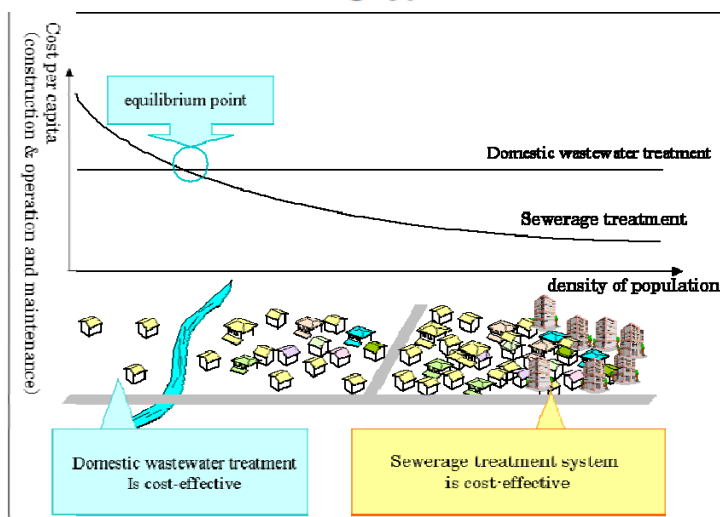 Cost per capita
(construction & operation and maintenance)
equilibrium point
Domestic wastewater treatment
Sewerage treatment
density of population
Domestic wastewater treatment
Is cost-effective
Sewerage treatment system
is cost-effective